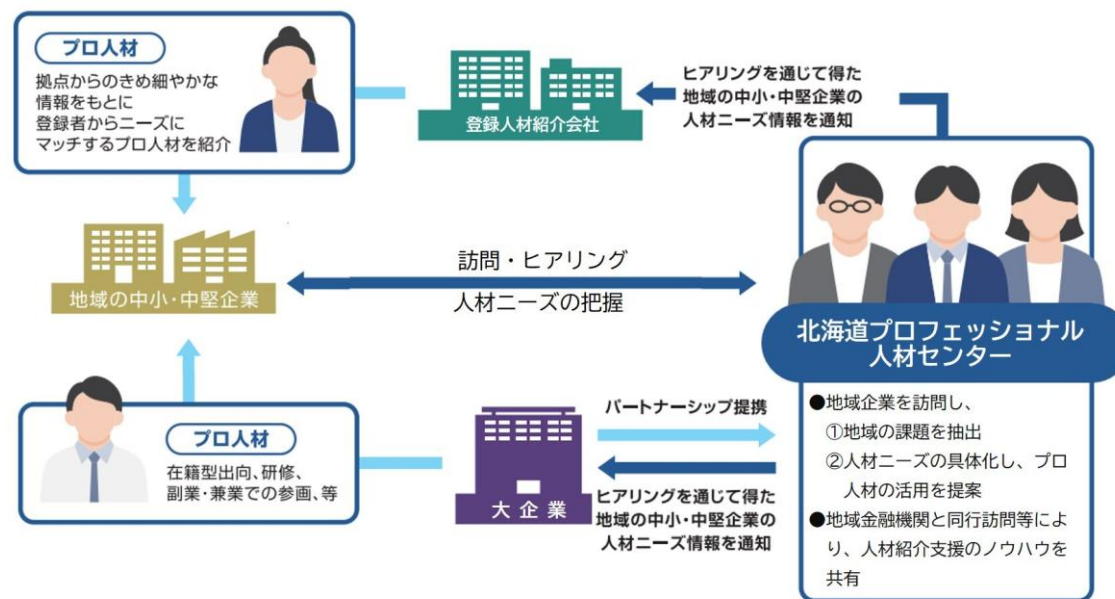 プロ人材
拠点からのきめ細やかな
情報をもとに
登録者からニーズに
マッチするプロ人材を紹介
登録人材紹介会社
ヒアリングを通じて得た
地域の中小・中堅企業の
人材ニーズ情報を通知
地域の中小・中堅企業
訪問・ヒアリング
人材ニーズの把握
北海道プロフェッショナル
人材センター
●地域企業を訪問し、
①地域の課題を抽出
②人材ニーズの具体化し、プロ
人材の活用を提案
●地域金融機関と同行訪問等によ
り、人材紹介支援のノウハウを
共有
プロ人材
在籍型出向、研修、
副業・兼業での参画、等
大企業
パートナーシップ提携
ヒアリングを通じて得た
地域の中小・中堅企業の
人材ニーズ情報を通知